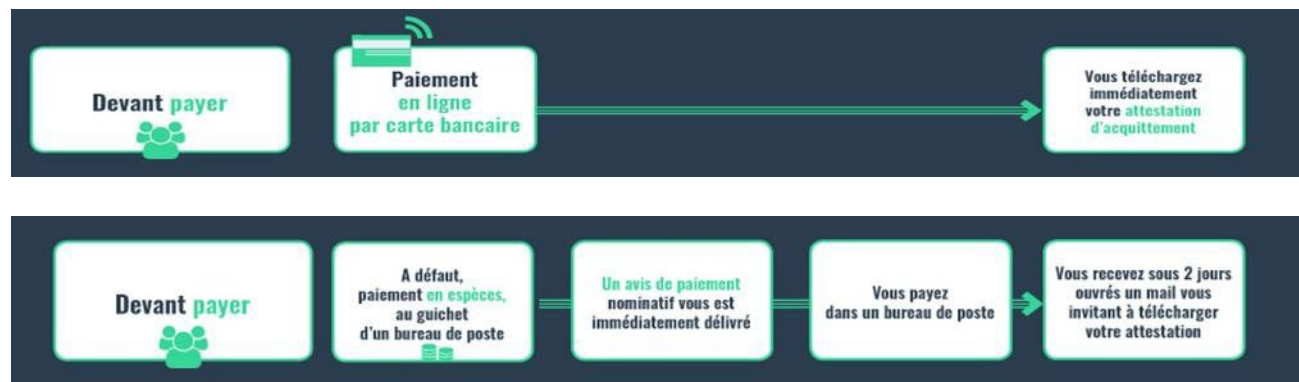 Devant payer
Paiement
en ligne
par carte bancaire
Vous téléchargez
immédiatement
votre attestation
d'acquittement
Devant payer
A défaut,
paiement en espèces,
au guichet
d'un bureau de poste
Un avis de paiement
nominatif vous est
immédiatement délivré
Vous payez
dans un bureau de poste
Vous recevez sous 2 jours
ouvrés un mail vous
invitant à télécharger
votre attestation